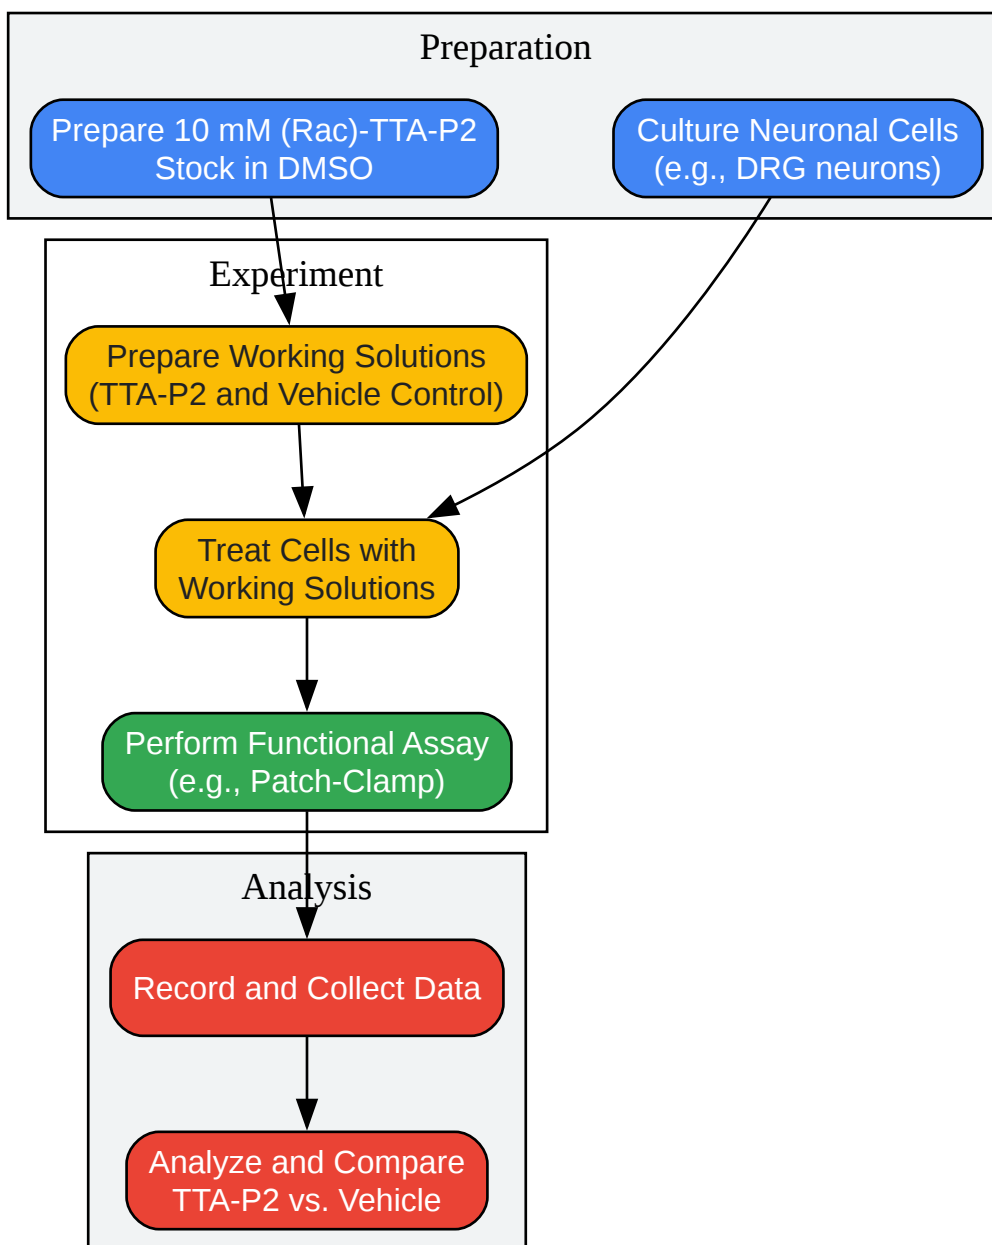 Preparation
Prepare 10 mM (Rac)-TTA-P2
Stock in DMSO
Culture Neuronal Cells
(e.g., DRG neurons)
Experiment
Prepare Working Solutions
(TTA-P2 and Vehicle Control)
Treat Cells with
Working Solutions
Perform Functional Assay
(e.g., Patch-Clamp)
Analysis
Record and Collect Data
Analyze and Compare
TTA-P2 vs. Vehicle